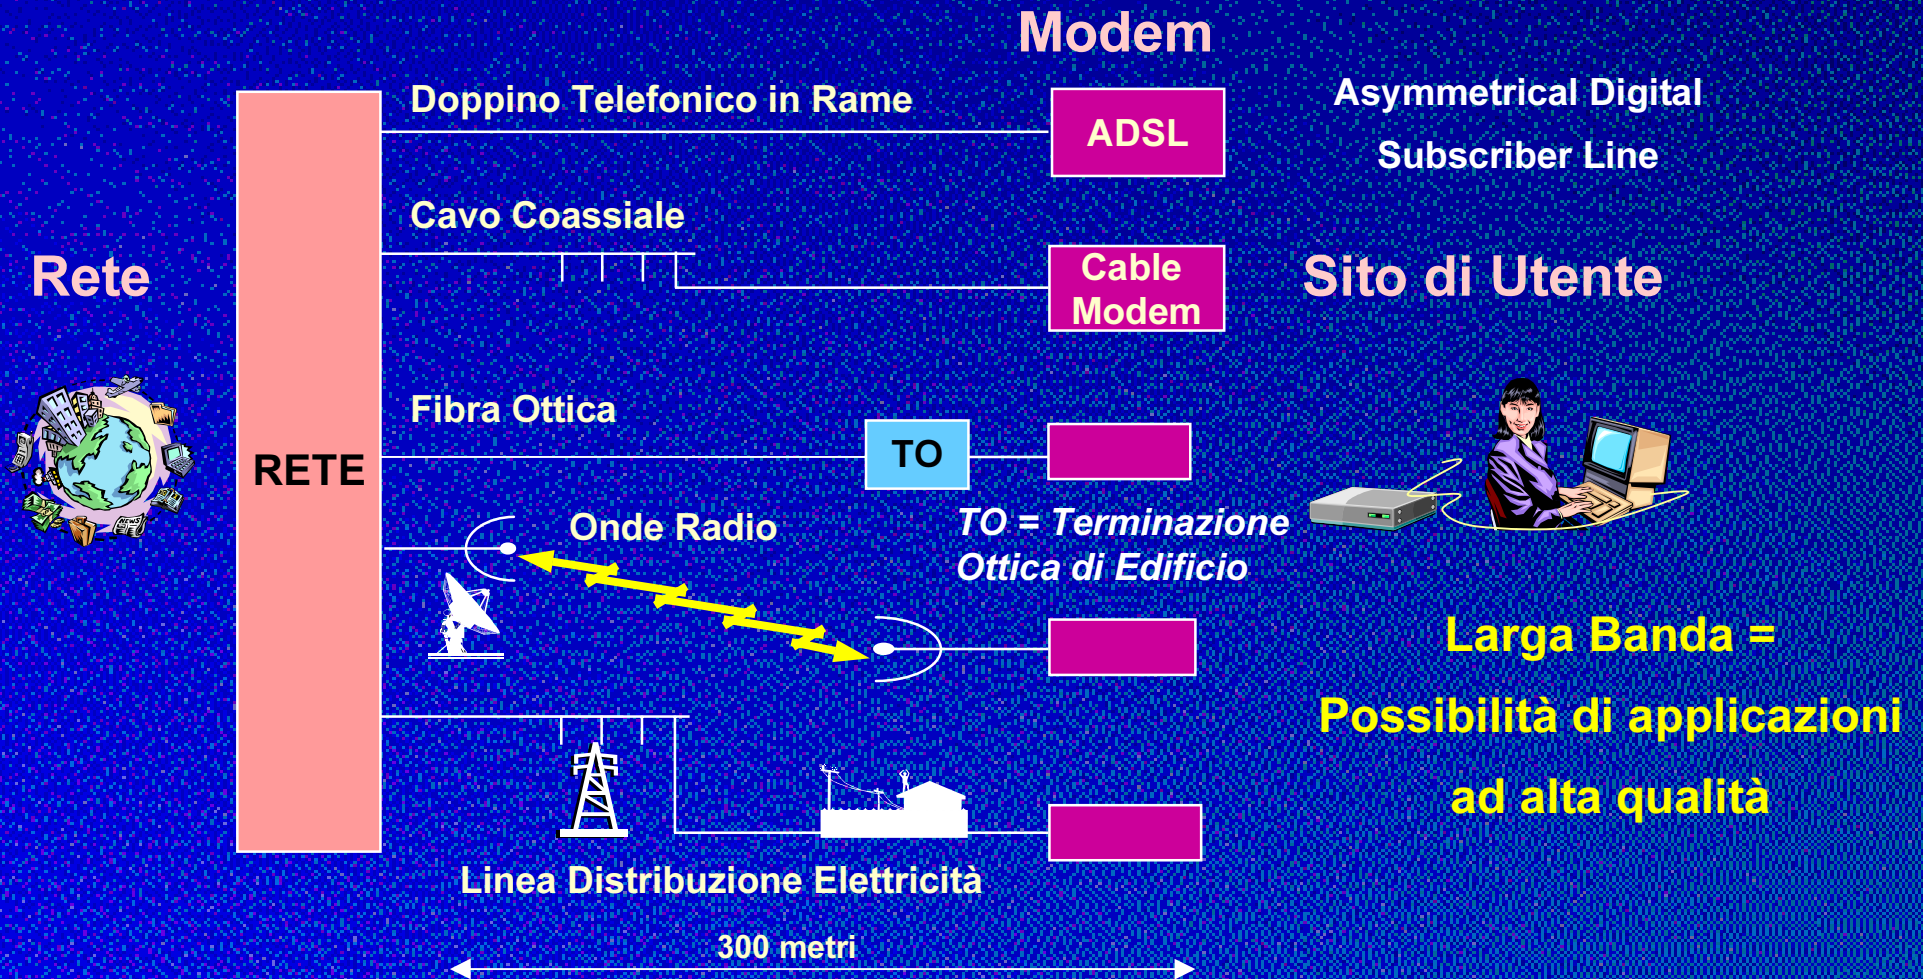 Modem
Doppino Telefonico in Rame
ADSL
Asymmetrical Digital
Subscriber Line
Cavo Coassiale
Rete
Cable
Modem
Sito di Utente
Fibra Ottica
RETE
TO
Onde Radio
TO = Terminazione
Ottica di Edificio
NEWS
Larga Banda =
Possibilità di applicazioni
ad alta qualità
Linea Distribuzione Elettricità
300 metri